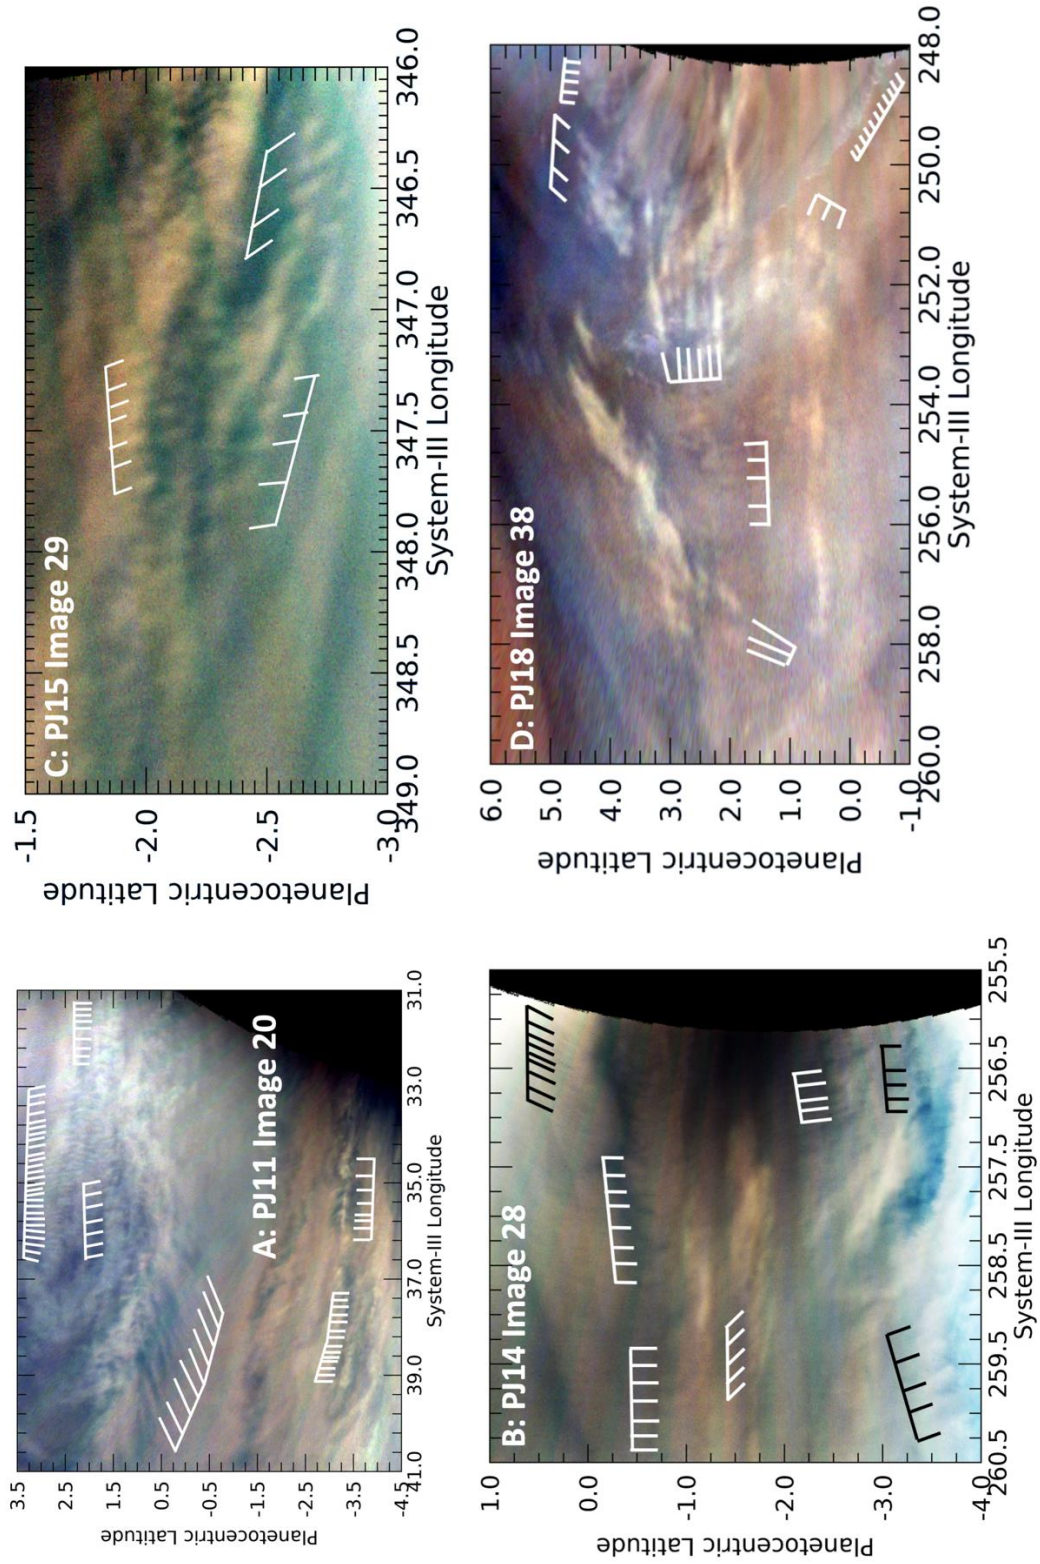 A: PJ11 Image 20
Planetocentric Latitude
3.5
2.5
1.5
0.5
-0.5
-1.5
-2.5
-3.5
-4.5
41.0 39.0 37.0 35.0 33.0 31.0
System-III Longitude
B: PJ14 Image 28
Planetocentric Latitude
1.0
0.0
-1.0
-2.0
-3.0
-4.0
260.5 259.5 258.5 257.5 256.5 255.5
System-III Longitude
C: PJ15 Image 29
Planetocentric Latitude
-1.5
-2.0
-2.5
-3.0
349.0 348.5 348.0 347.5 347.0 346.5 346.0
System-III Longitude
D: PJ18 Image 38
Planetocentric Latitude
6.0
5.0
4.0
3.0
2.0
1.0
0.0
-1.0
260.0 258.0 256.0 254.0 252.0 250.0 248.0
System-III Longitude